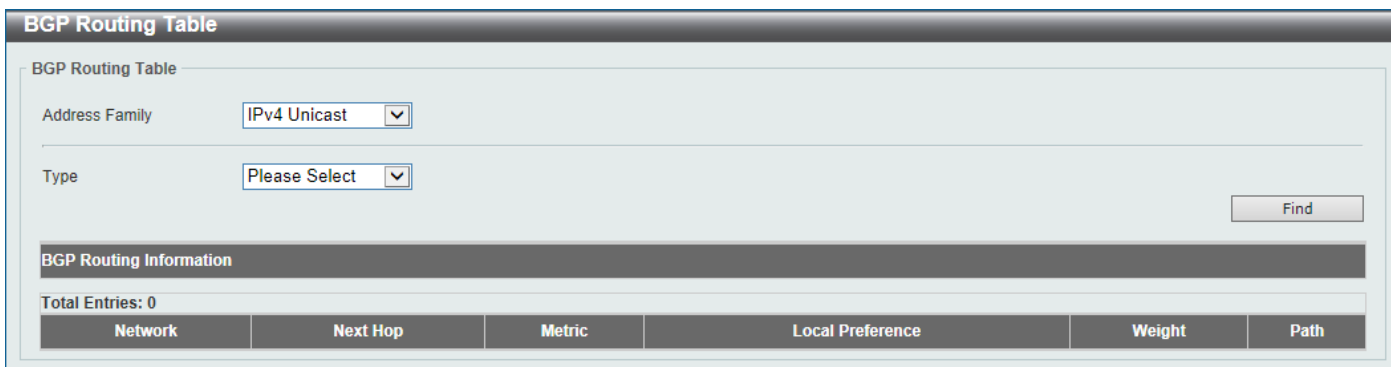 BGP Routing Table
BGP Routing Table
Address Family IPv4 Unicast
Type Please Select
Find
BGP Routing Information
Total Entries: 0
Network Next Hop Metric Local Preference Weight Path